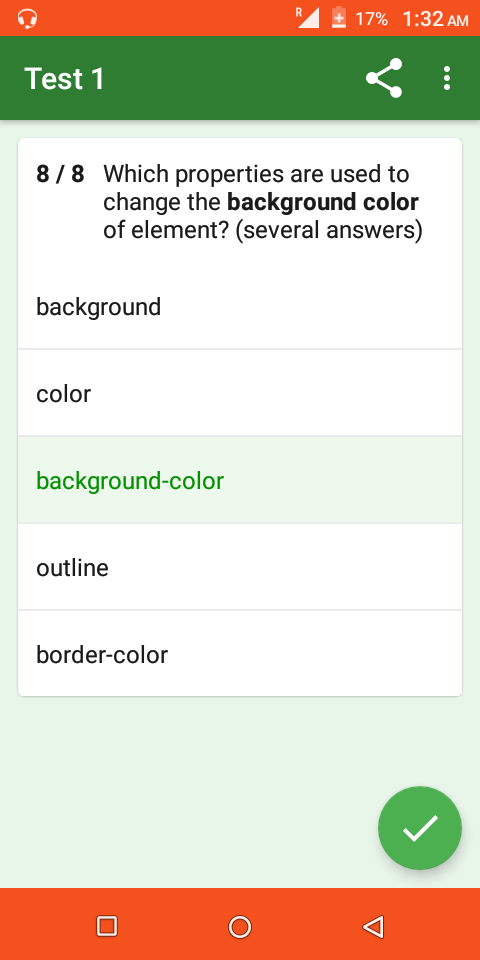 R 17% 1:32 AM
Test 1
8 / 8 Which properties are used to
change the background color
of element? (several answers)
background
color
background-color
outline
border-color